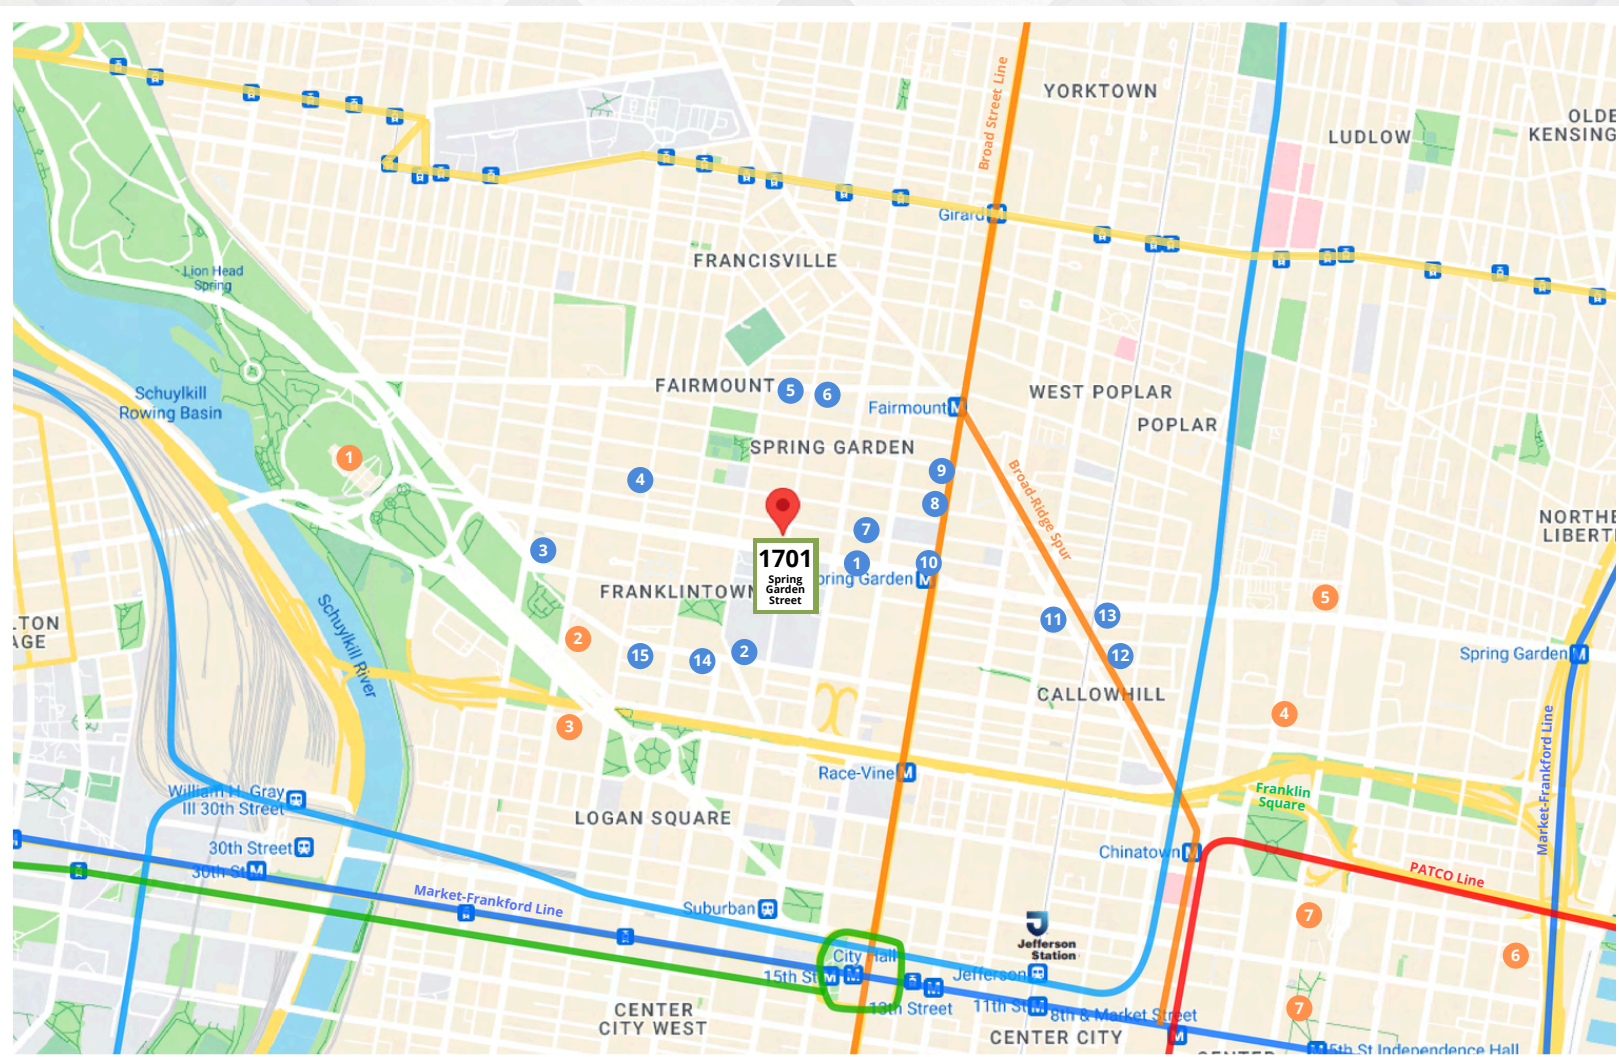 YORKTOWN
OLDE
KENSING
LUDLOW
Broad Street Line
Girard
FRANCISVILLE
Lion Head
Spring
FAIRMOUNT
5
6
Schuylkill
Rowing Basin
Fairmount
M
WEST POPLAR
POPLAR
SPRING GARDEN
1
4
9
8
7
Broad-Ridge Spur
NORTHE
LIBERT
3
1
10
1701
Spring
Garden
Street
pring Garden
M
FRANKLINTOWN
Schuylkill River
LTON
AGE
5
11
13
2
15
14
2
12
Spring Garden
M
CALLOWHILL
3
4
Market-Frankford Line
Race-Vine
M
William H. Gray
III 30th Street
Franklin
Square
LOGAN SQUARE
30th Street
30th St
M
Chinatown
M
PATCO Line
Market-Frankford Line
Suburban
7
Jefferson
Station
6
City Hall
15th St
M
M
Jefferson
13th Street
M
11th St
M
8th & Market Street
M
7
CENTER
CITY WEST
CENTER CITY
5th St Independence Hall
CENTER